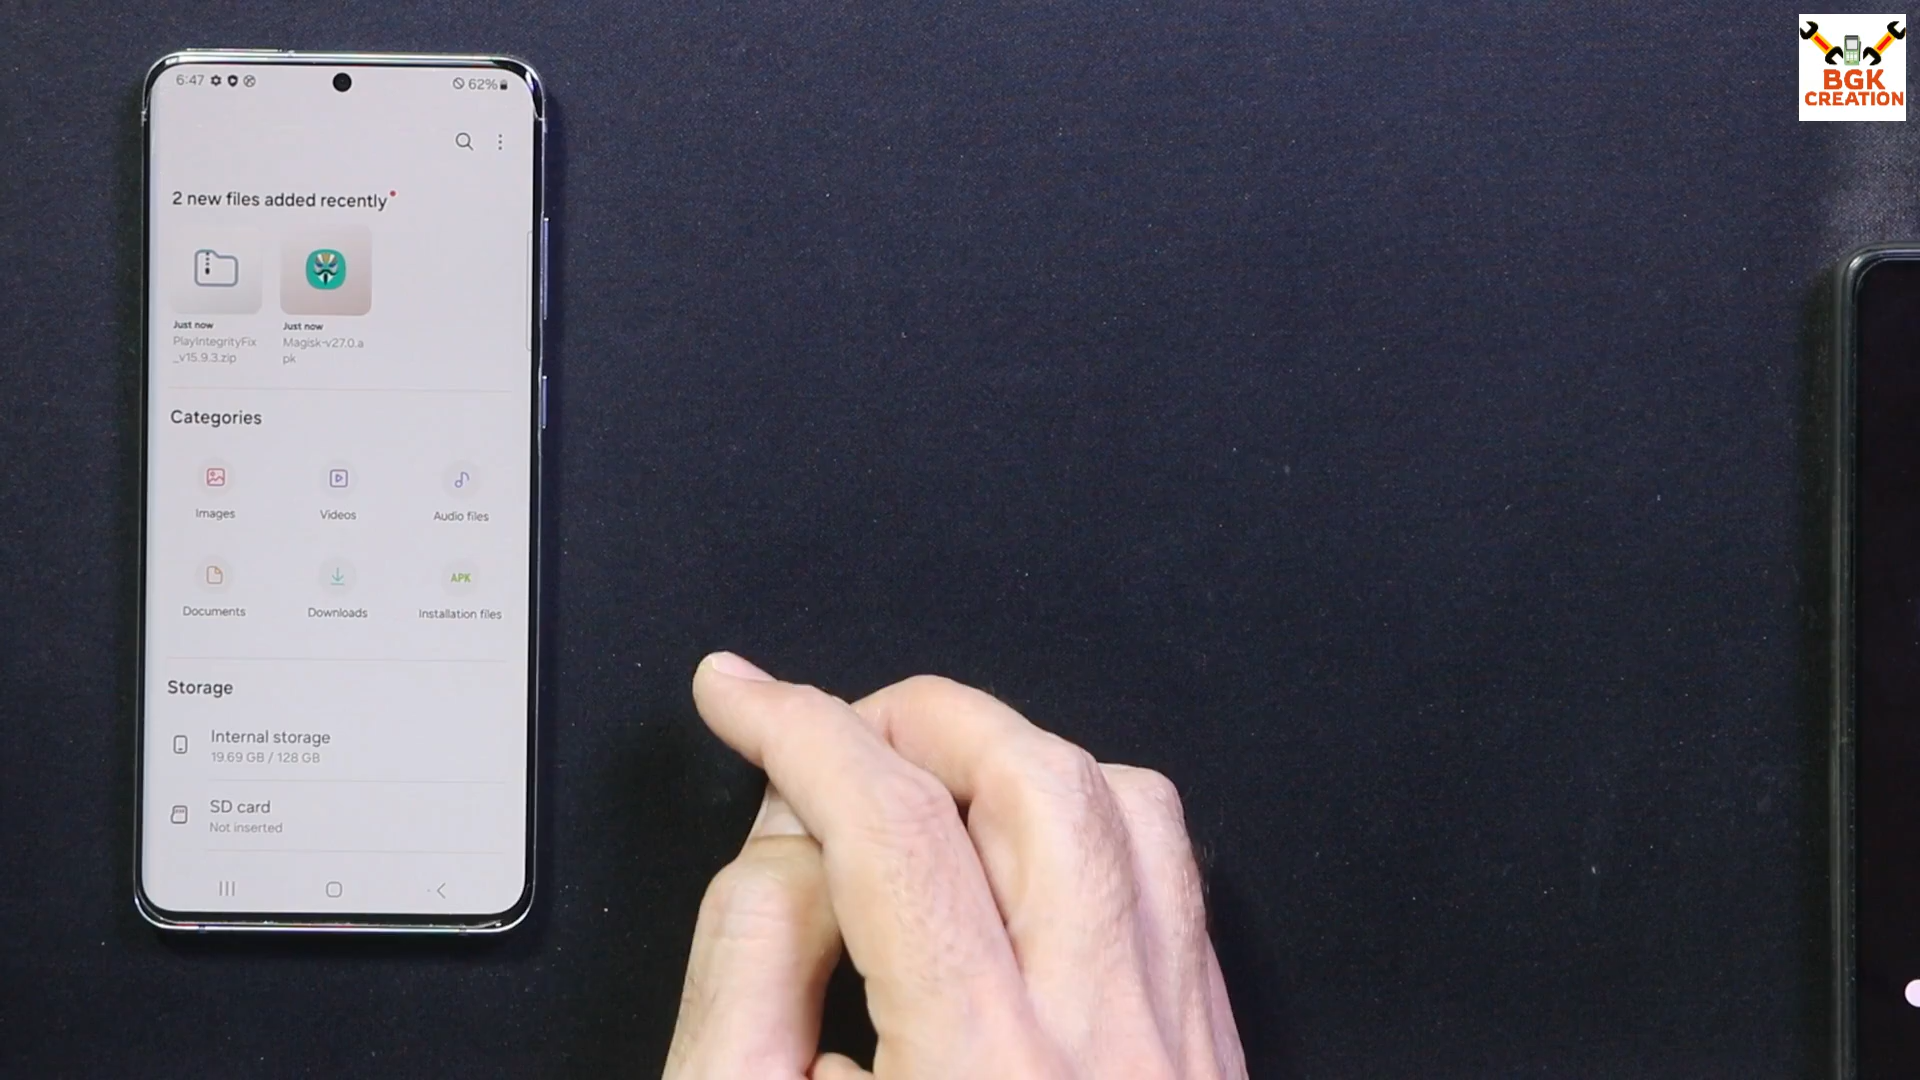 BGK
CREATION
6:47
62%
2 new files added recently
Just now
PlayIntegrityFix
_v15.9.3.zip
Just now
Magisk-v27.0.a
pk
Categories
Images
Videos
Audio files
Documents
Downloads
APK
Installation files
Storage
Internal storage
19.69 GB / 128 GB
SD card
Not inserted